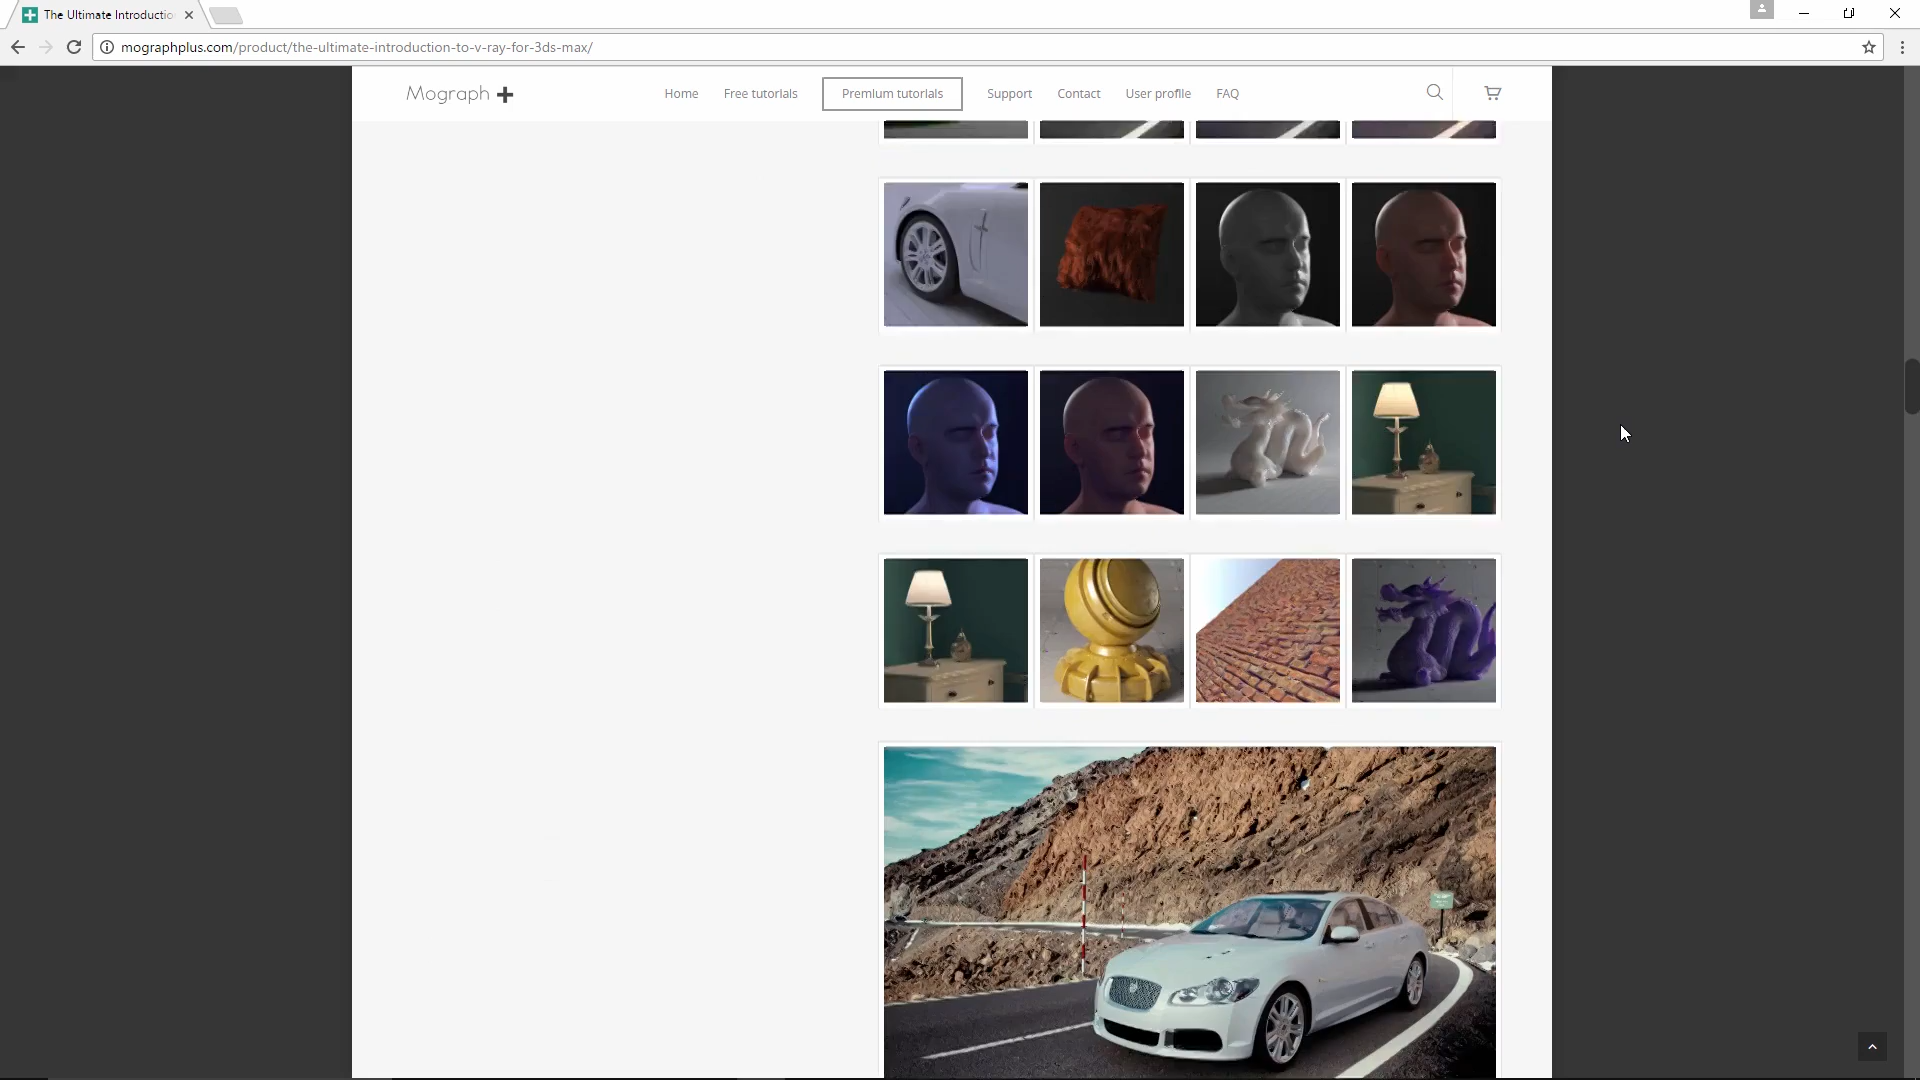 The Ultimate Introductio
mographplus.com/product/the-ultimate-introduction-to-v-ray-for-3ds-max/
Mograph
Home
Free tutorials
Premium tutorials
Support
Contact
User profile
FAQ